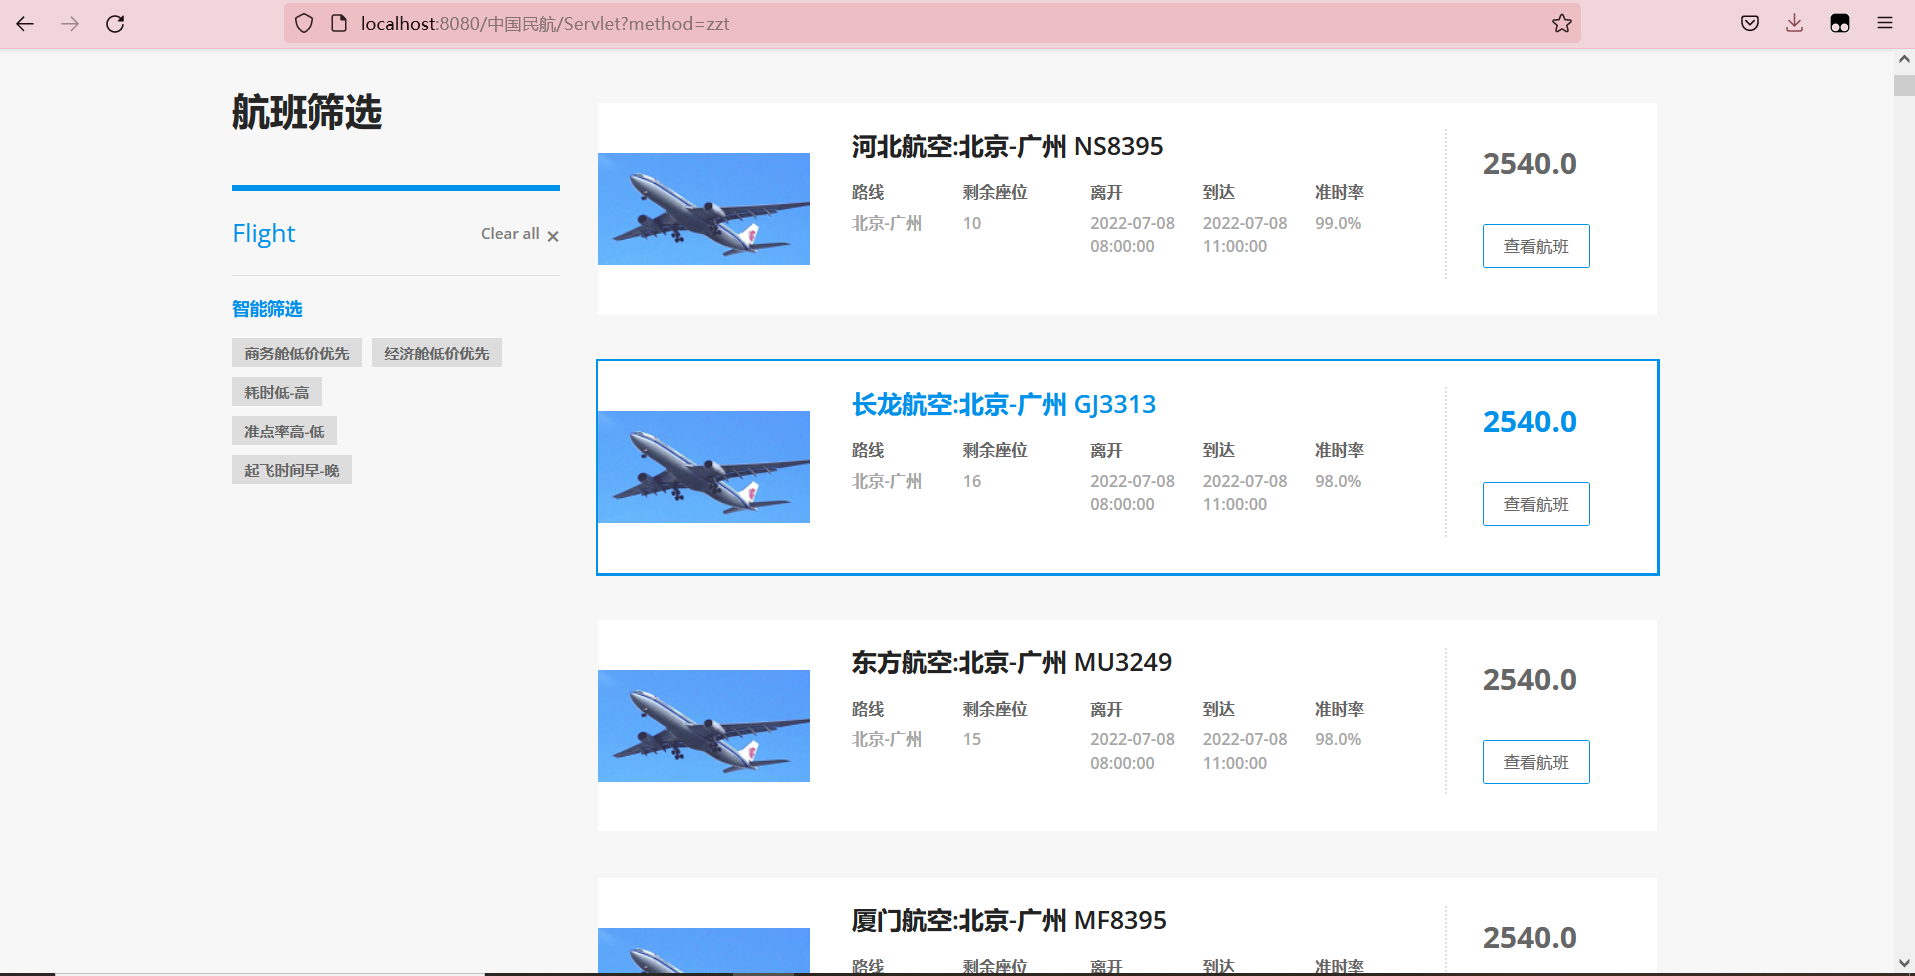 localhost:8080/中国民航/Servlet?method=zzt
航班筛选
Flight
Clear all ×
智能筛选
商务舱低价优先 经济舱低价优先
耗时低-高
准点率高-低
起飞时间早-晚
河北航空:北京-广州 NS8395
路线 剩余座位 离开 到达 准时率
北京-广州 10 2022-07-08 2022-07-08 99.0%
08:00:00 11:00:00
2540.0
查看航班
长龙航空:北京-广州 GJ3313
路线 剩余座位 离开 到达 准时率
北京-广州 16 2022-07-08 2022-07-08 98.0%
08:00:00 11:00:00
2540.0
查看航班
东方航空:北京-广州 MU3249
路线 剩余座位 离开 到达 准时率
北京-广州 15 2022-07-08 2022-07-08 98.0%
08:00:00 11:00:00
2540.0
查看航班
厦门航空:北京-广州 MF8395
路线 剩余座位 离开 到达 准时率
2540.0